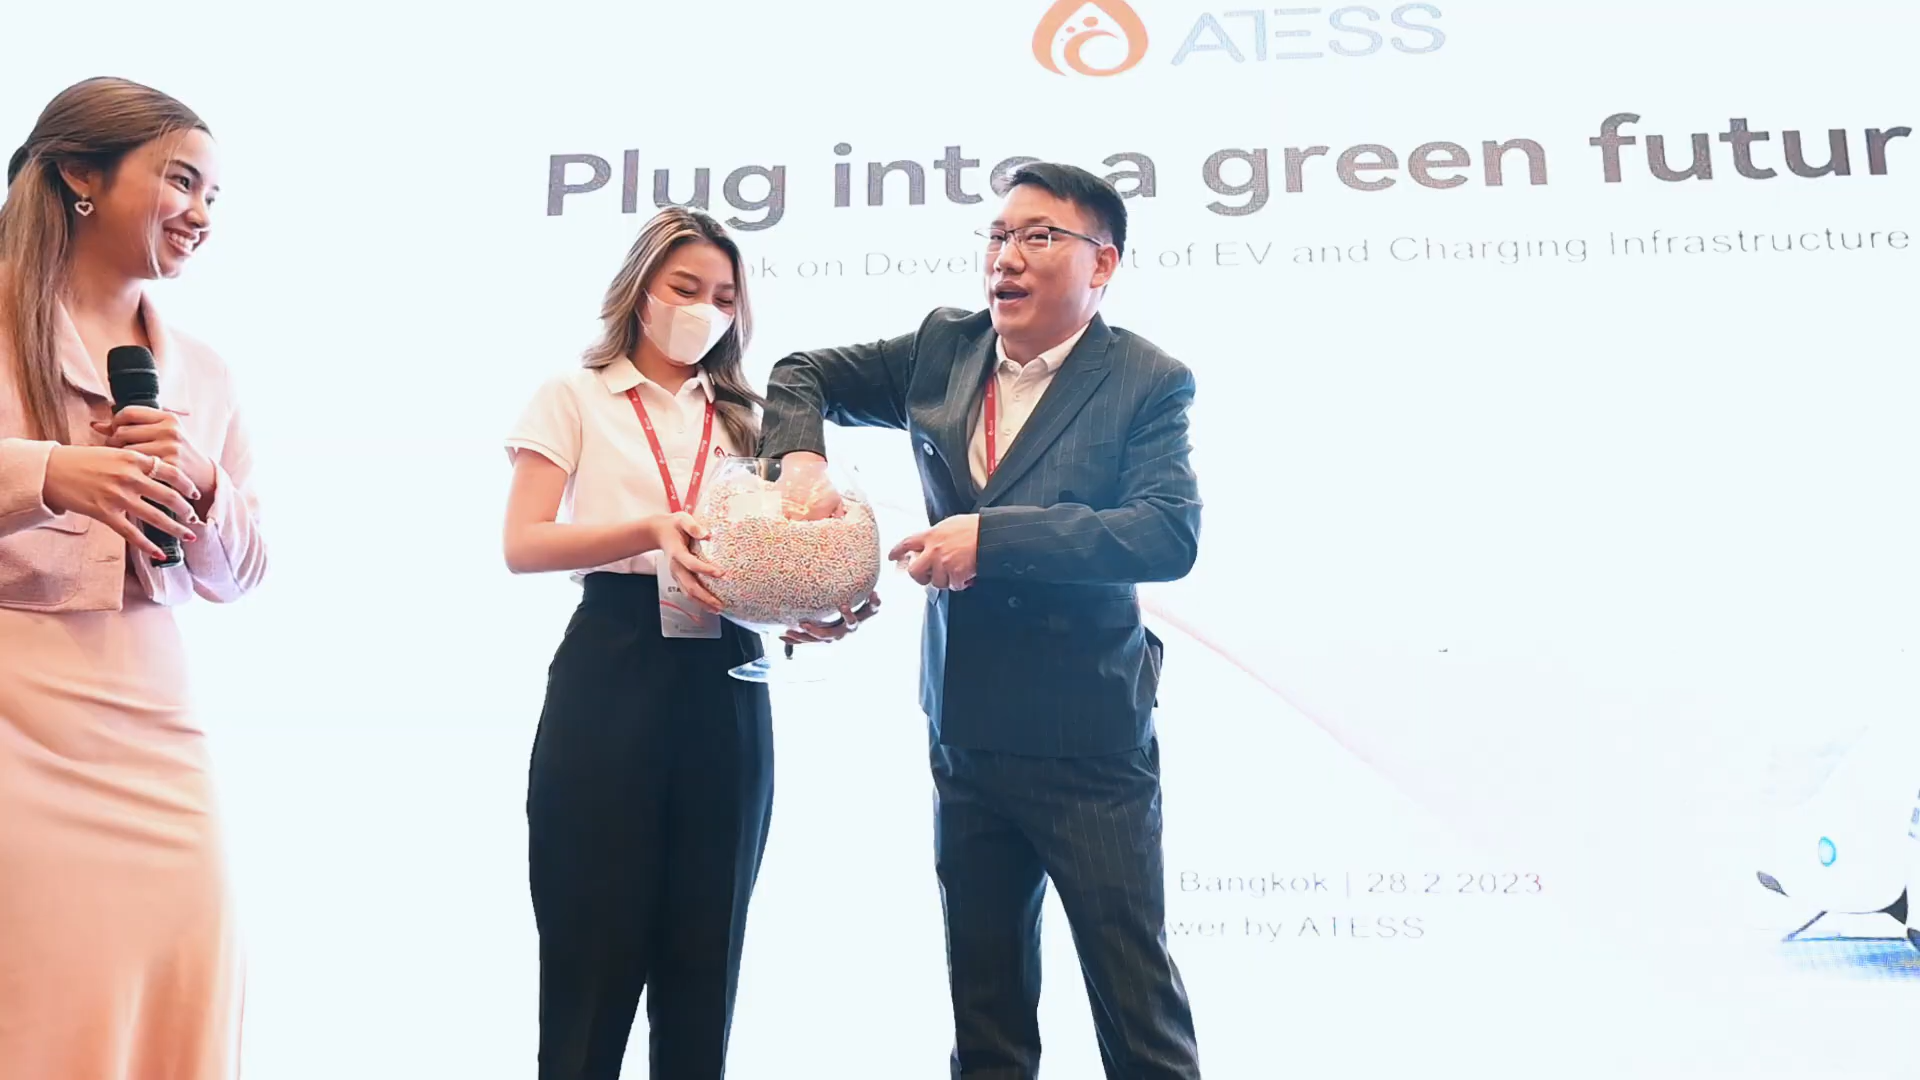 ATESS
Plug into a green futur
ok on Devel t of EV and Charging Infrastructure
Bangkok | 28.2.2023
wer by ATESS